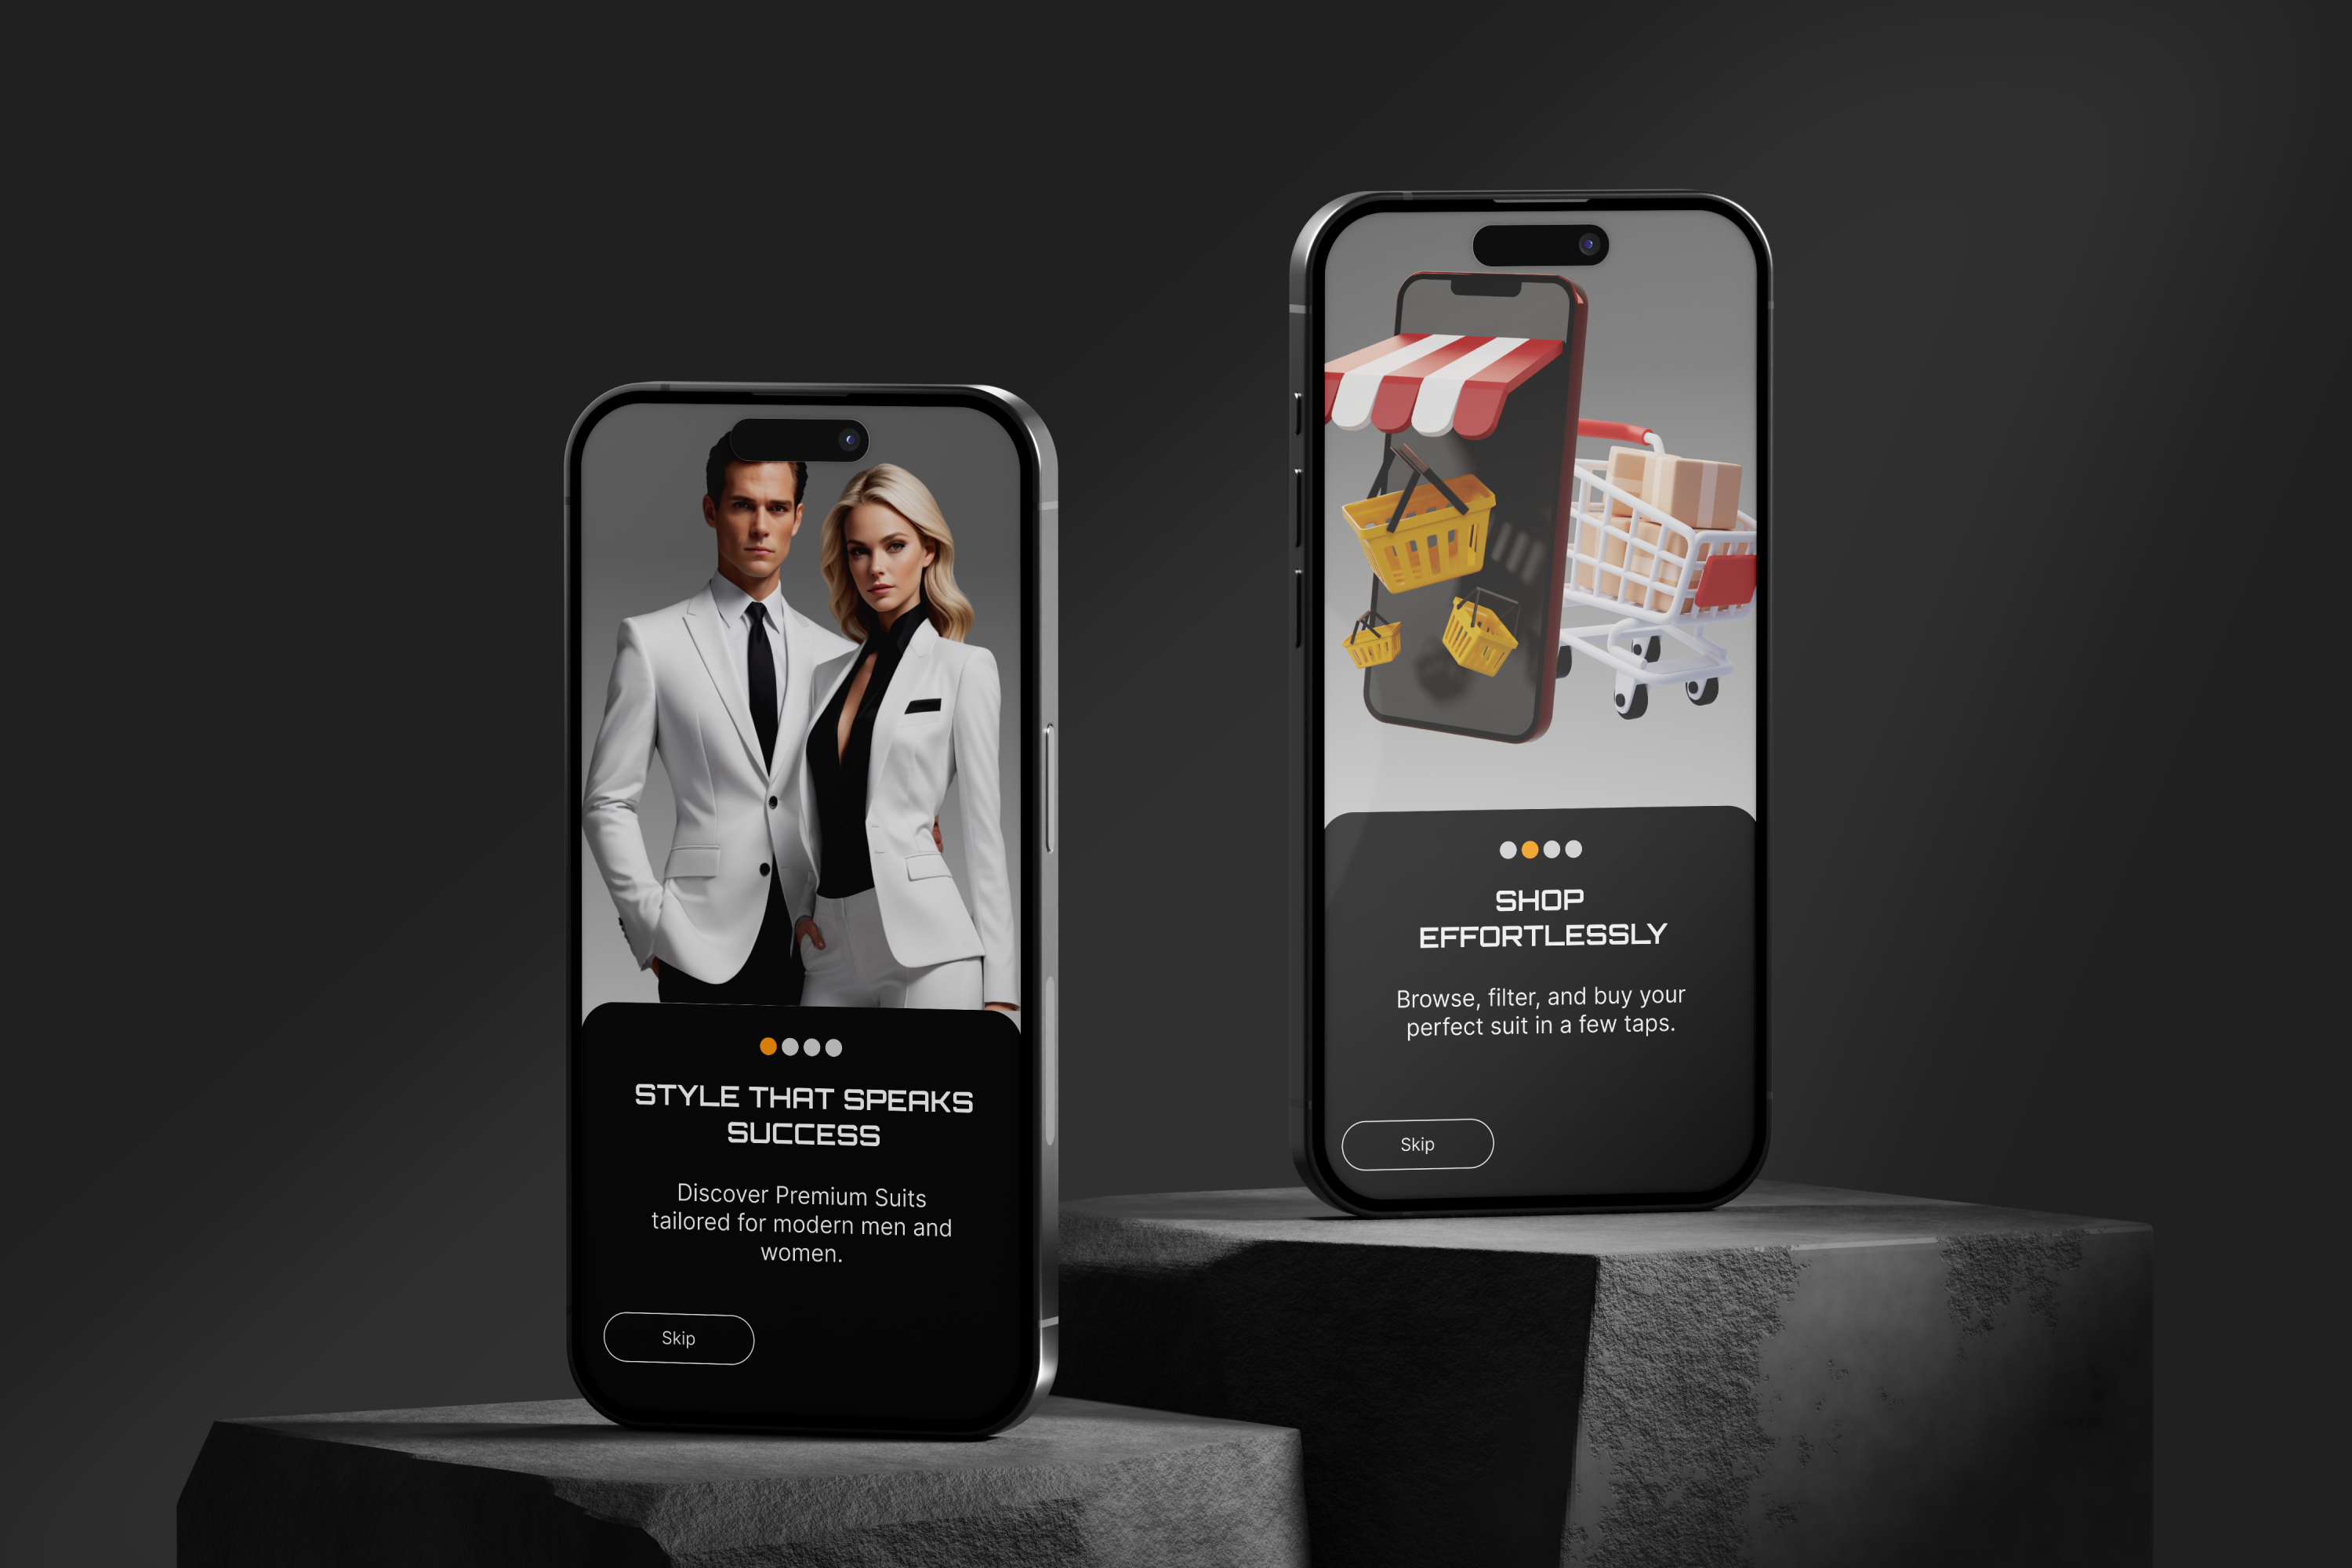 STYLE THAT SPEAKS
SUCCESS
Discover Premium Suits
tailored for modern men and
women.
Skip
SHOP
EFFORTLESSLY
Browse, filter, and buy your
perfect suit in a few taps.
Skip